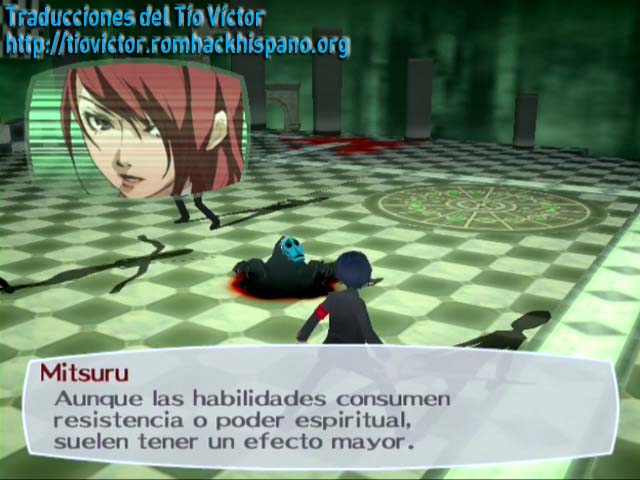 Traducciones del Tío Víctor
http://tiovictor.romhackhispano.org
Mitsuru
Aunque las habilidades consumen
resistencia o poder espiritual,
suelen tener un efecto mayor.